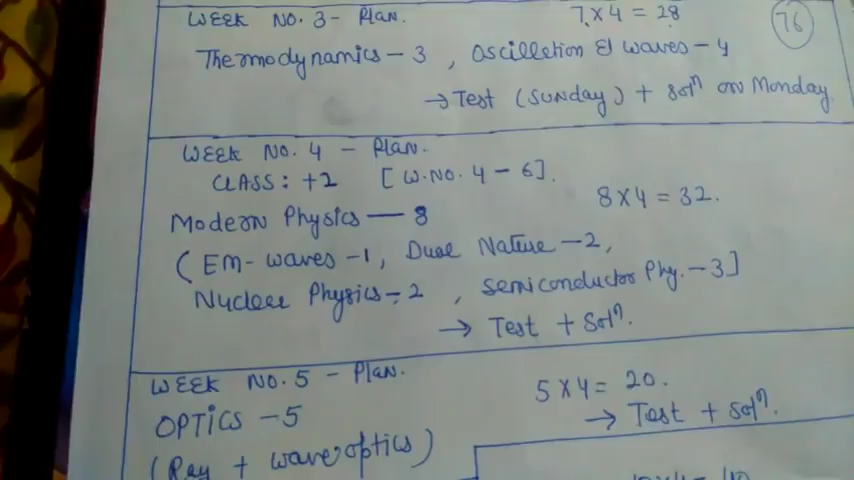 WEEK NO. 3 - Plan. 7 x 4 = 28 76
Thermodynamics - 3 , Oscilletion & waves - 4
→ Test (SUNDAY) + Solⁿ on Monday
WEEK NO. 4 - Plan.
CLASS: +2 [W.NO. 4 - 6].
8 x 4 = 32.
Modern Physics — 8
(EM-waves -1, Dual Nature -2,
Nuclear Physics - 2 , Semiconductor Phy. - 3]
→ Test + Solⁿ.
WEEK NO. 5 - Plan.
5 x 4 = 20.
OPTICS - 5
→ Test + Solⁿ.
(Ray + wave optics)